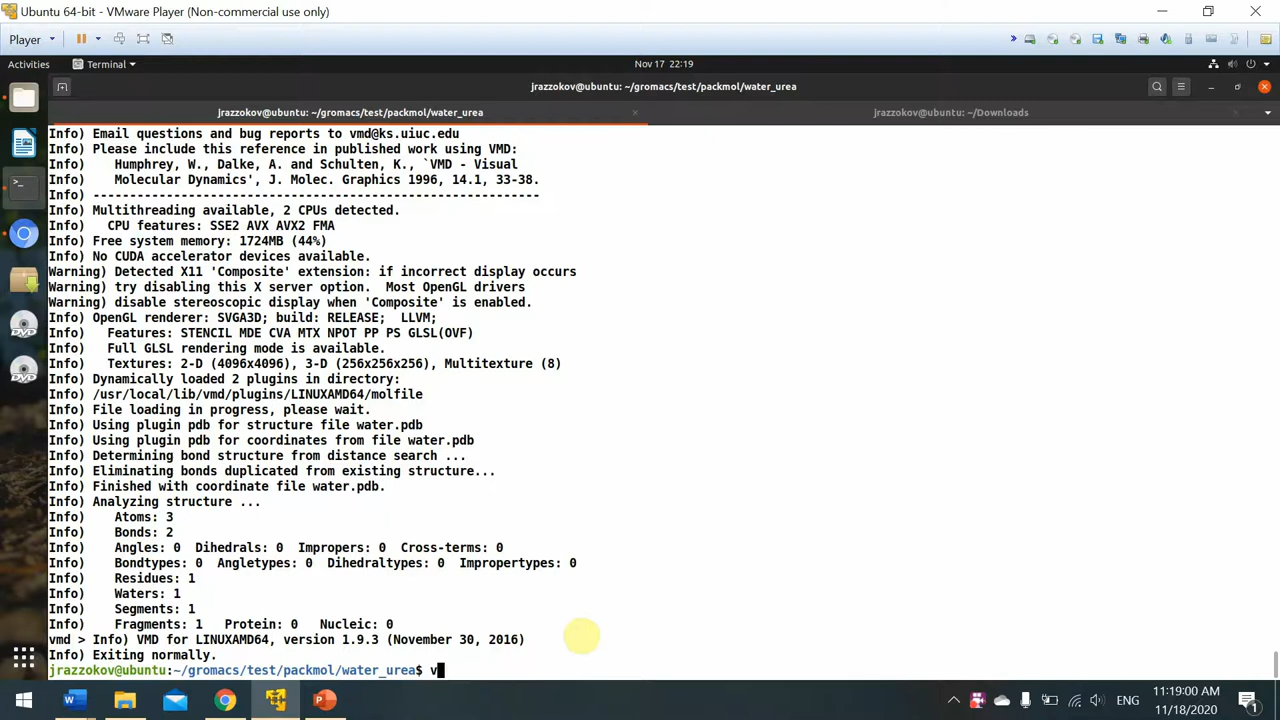 Ubuntu 64-bit - VMware Player (Non-commercial use only)
Player
Activities
Terminal
Nov 17 22:19
jrazzokov@ubuntu: ~/gromacs/test/packmol/water_urea
jrazzokov@ubuntu: ~/gromacs/test/packmol/water_urea
jrazzokov@ubuntu: ~/Downloads
Info) Email questions and bug reports to vmd@ks.uiuc.edu
Info) Please include this reference in published work using VMD:
Info)    Humphrey, W., Dalke, A. and Schulten, K., `VMD - Visual
Info)    Molecular Dynamics', J. Molec. Graphics 1996, 14.1, 33-38.
Info) -------------------------------------------------------------
Info) Multithreading available, 2 CPUs detected.
Info)   CPU features: SSE2 AVX AVX2 FMA
Info) Free system memory: 1724MB (44%)
Info) No CUDA accelerator devices available.
Warning) Detected X11 'Composite' extension: if incorrect display occurs
Warning) try disabling this X server option.  Most OpenGL drivers
Warning) disable stereoscopic display when 'Composite' is enabled.
Info) OpenGL renderer: SVGA3D; build: RELEASE;  LLVM;
Info)   Features: STENCIL MDE CVA MTX NPOT PP PS GLSL(OVF)
Info)   Full GLSL rendering mode is available.
Info)   Textures: 2-D (4096x4096), 3-D (256x256x256), Multitexture (8)
Info) Dynamically loaded 2 plugins in directory:
Info) /usr/local/lib/vmd/plugins/LINUXAMD64/molfile
Info) File loading in progress, please wait.
Info) Using plugin pdb for structure file water.pdb
Info) Using plugin pdb for coordinates from file water.pdb
Info) Determining bond structure from distance search ...
Info) Eliminating bonds duplicated from existing structure...
Info) Finished with coordinate file water.pdb.
Info) Analyzing structure ...
Info)    Atoms: 3
Info)    Bonds: 2
Info)    Angles: 0  Dihedrals: 0  Impropers: 0  Cross-terms: 0
Info)    Bondtypes: 0  Angletypes: 0  Dihedraltypes: 0  Impropertypes: 0
Info)    Residues: 1
Info)    Waters: 1
Info)    Segments: 1
Info)    Fragments: 1   Protein: 0   Nucleic: 0
vmd > Info) VMD for LINUXAMD64, version 1.9.3 (November 30, 2016)
Info) Exiting normally.
jrazzokov@ubuntu:~/gromacs/test/packmol/water_urea$ v
ENG
11:19:00 AM
11/18/2020